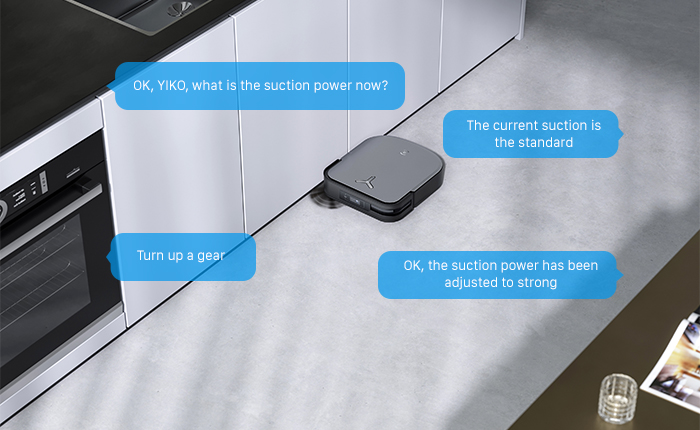 OK, YIKO, what is the suction power now?
The current suction is
the standard
Turn up a gear
OK, the suction power has been
adjusted to strong